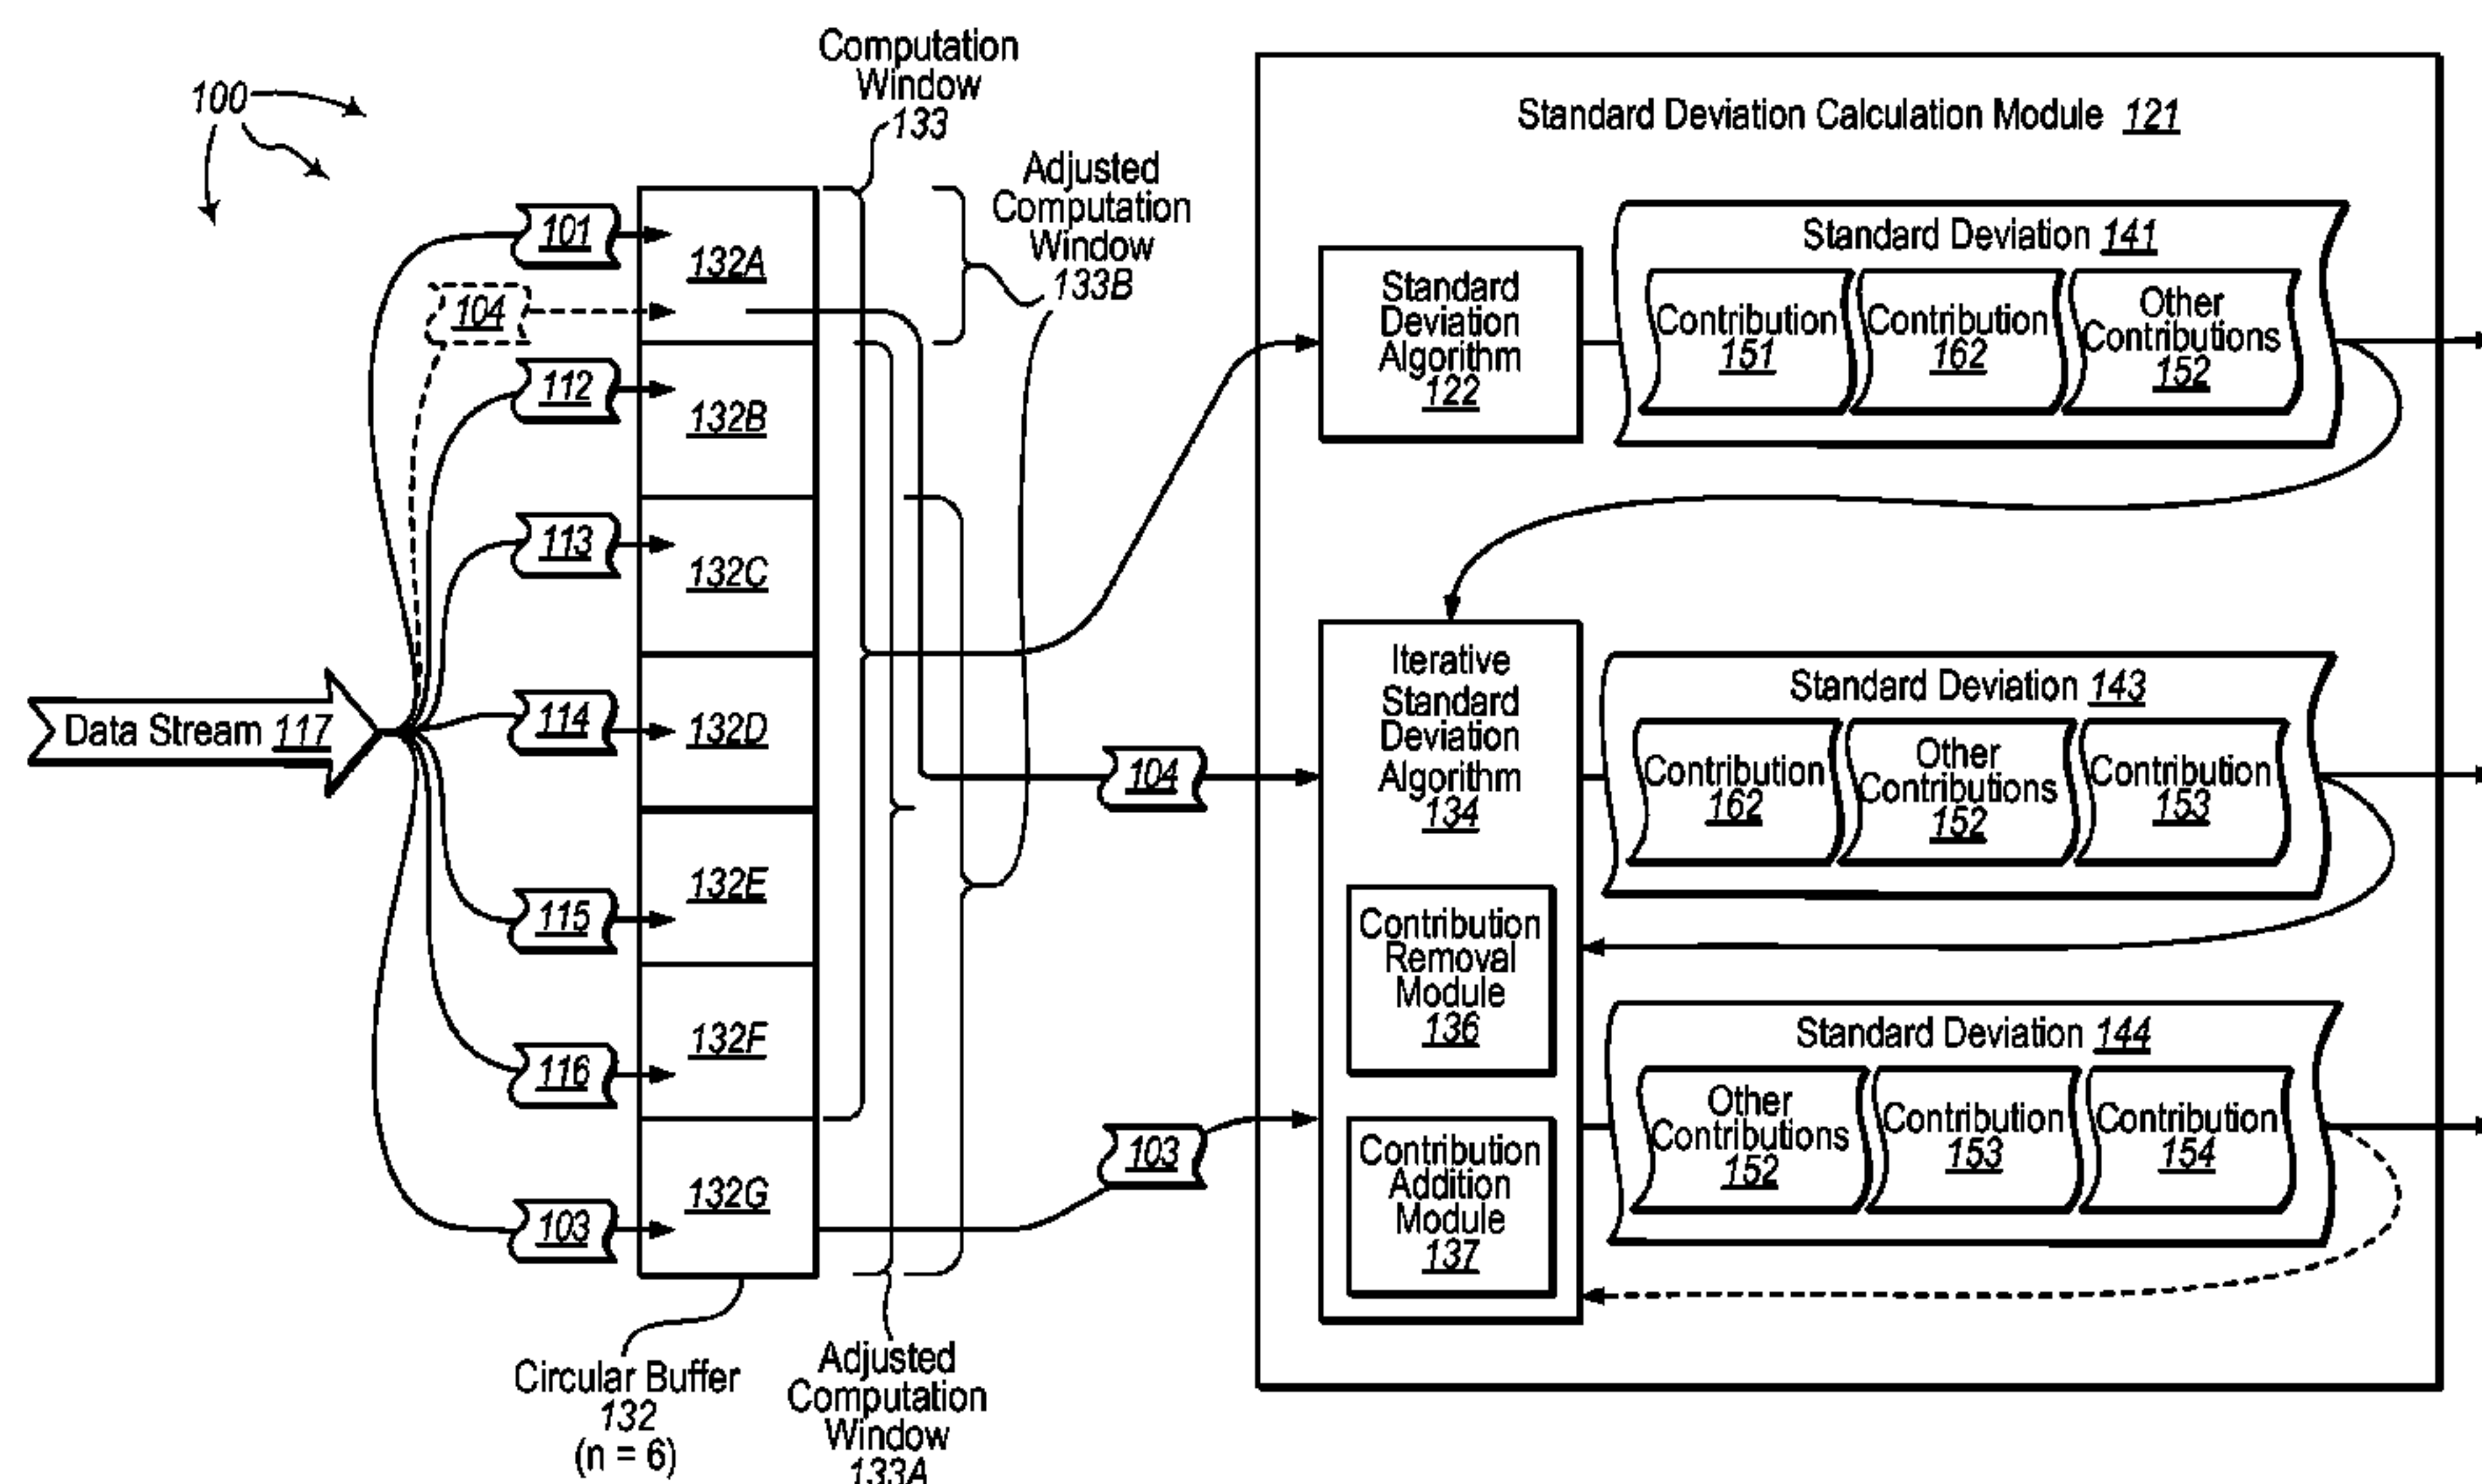 100
Computation
Window
133
Adjusted
Computation
Window
133B
Data Stream 117
101
104
112
113
114
115
116
103
132A
132B
132C
132D
132E
132F
132G
Circular Buffer
132
(n = 6)
Adjusted
Computation
Window
133A
104
103
Standard Deviation Calculation Module 121
Standard
Deviation
Algorithm
122
Standard Deviation 141
Contribution
151
Contribution
162
Other
Contributions
152
Iterative
Standard
Deviation
Algorithm
134
Contribution
Removal
Module
136
Contribution
Addition
Module
137
Standard Deviation 143
Contribution
162
Other
Contributions
152
Contribution
153
Standard Deviation 144
Other
Contributions
152
Contribution
153
Contribution
154